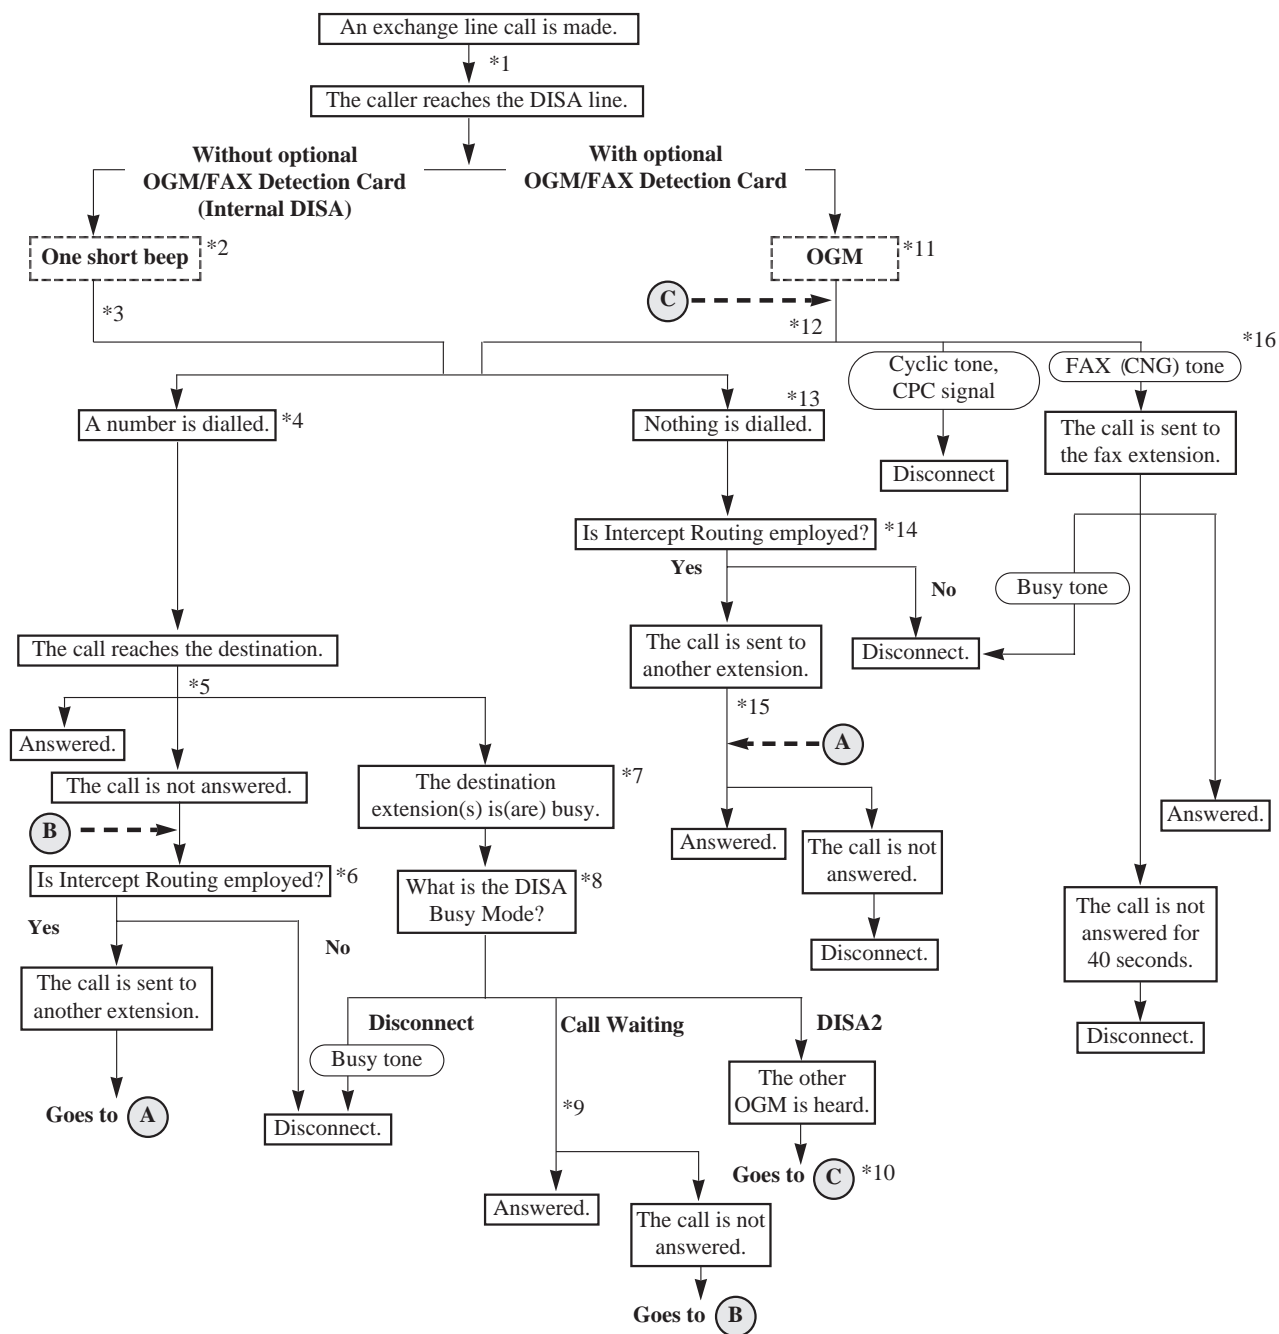 An exchange line call is made.
*1
The caller reaches the DISA line.
Without optional
OGM/FAX Detection Card
(Internal DISA)
With optional
OGM/FAX Detection Card
One short beep
*2
OGM
*11
C
*3
*12
*16
Cyclic tone,
CPC signal
FAX (CNG) tone
A number is dialled.
*4
*13
Nothing is dialled.
The call is sent to
the fax extension.
Disconnect
Is Intercept Routing employed?
*14
Yes
No
Busy tone
The call reaches the destination.
The call is sent to
another extension.
Disconnect.
*5
*15
Answered.
A
The call is not answered.
The destination
extension(s) is(are) busy.
*7
B
Answered.
The call is not
answered.
Answered.
Is Intercept Routing employed?
*6
What is the DISA
Busy Mode?
*8
The call is not
answered for
40 seconds.
Yes
No
Disconnect.
The call is sent to
another extension.
Disconnect
Call Waiting
DISA2
Disconnect.
Busy tone
The other
OGM is heard.
Goes to A
Disconnect.
*9
Goes to C
*10
Answered.
The call is not
answered.
Goes to B